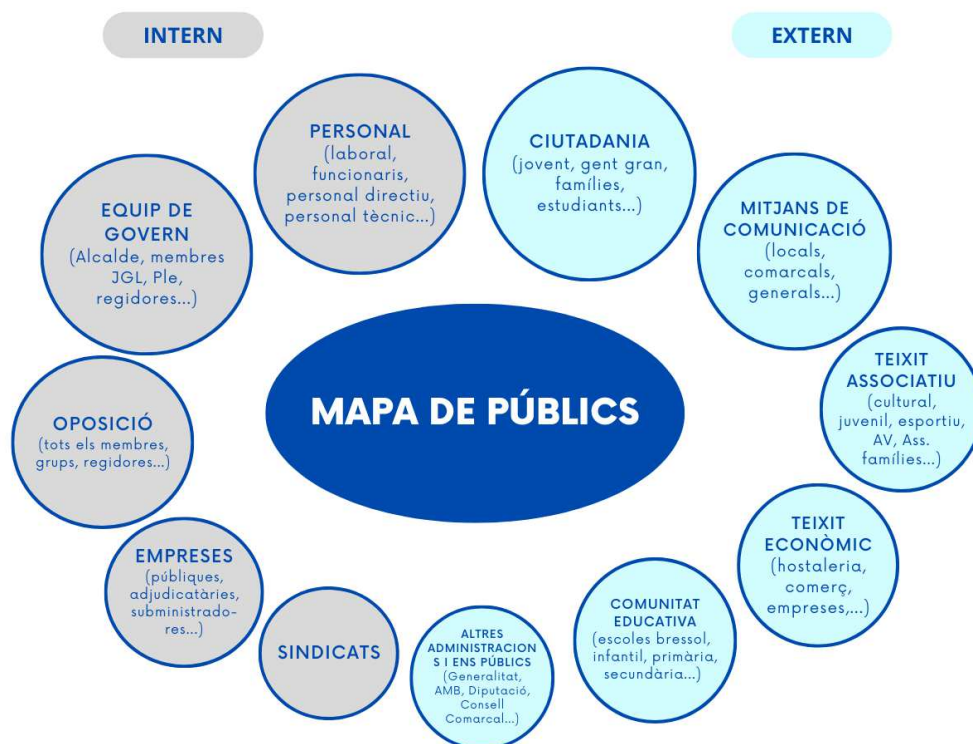 INTERN
EXTERN
PERSONAL
(laboral,
funcionaris,
personal directiu,
personal tècnic...)
CIUTADANIA
(jovent, gent gran,
famílies,
estudiants...)
EQUIP DE
GOVERN
(Alcalde, membres
JGL, Ple,
regidores...)
MITJANS DE
COMUNICACIÓ
(locals,
comarcals,
generals...)
MAPA DE PÚBLICS
TEIXIT
ASSOCIATIU
(cultural,
juvenil, esportiu,
AV, Ass.
famílies...)
OPOSICIÓ
(tots els membres,
grups, regidores...)
TEIXIT
ECONÒMIC
(hostaleria,
comerç,
empreses,...)
EMPRESES
(públiques,
adjudicatàries,
subministrado-
res...)
COMUNITAT
EDUCATIVA
(escoles bressol,
infantil, primària,
secundària...)
SINDICATS
ALTRES
ADMINISTRACION
S I ENS PÚBLICS
(Generalitat,
AMB, Diputació,
Consell
Comarcal...)